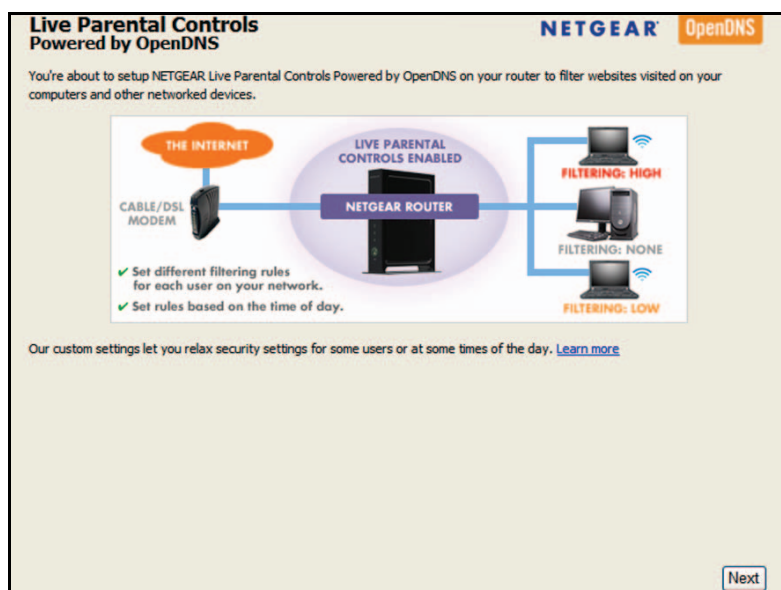 Live Parental Controls
Powered by OpenDNS
NETGEAR®
OpenDNS
You're about to setup NETGEAR Live Parental Controls Powered by OpenDNS on your router to filter websites visited on your
computers and other networked devices.
THE INTERNET
CABLE/DSL
MODEM
LIVE PARENTAL
CONTROLS ENABLED
NETGEAR ROUTER
FILTERING: HIGH
FILTERING: NONE
FILTERING: LOW
✔ Set different filtering rules
for each user on your network.
✔ Set rules based on the time of day.
Our custom settings let you relax security settings for some users or at some times of the day. Learn more
Next